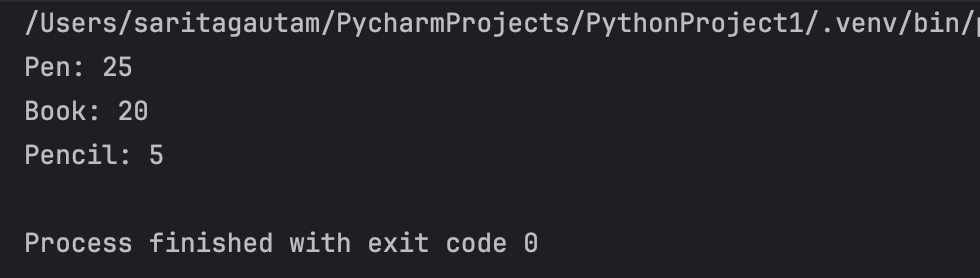 /Users/saritagautam/PycharmProjects/PythonProject1/.venv/bin/
Pen: 25
Book: 20
Pencil: 5
Process finished with exit code 0